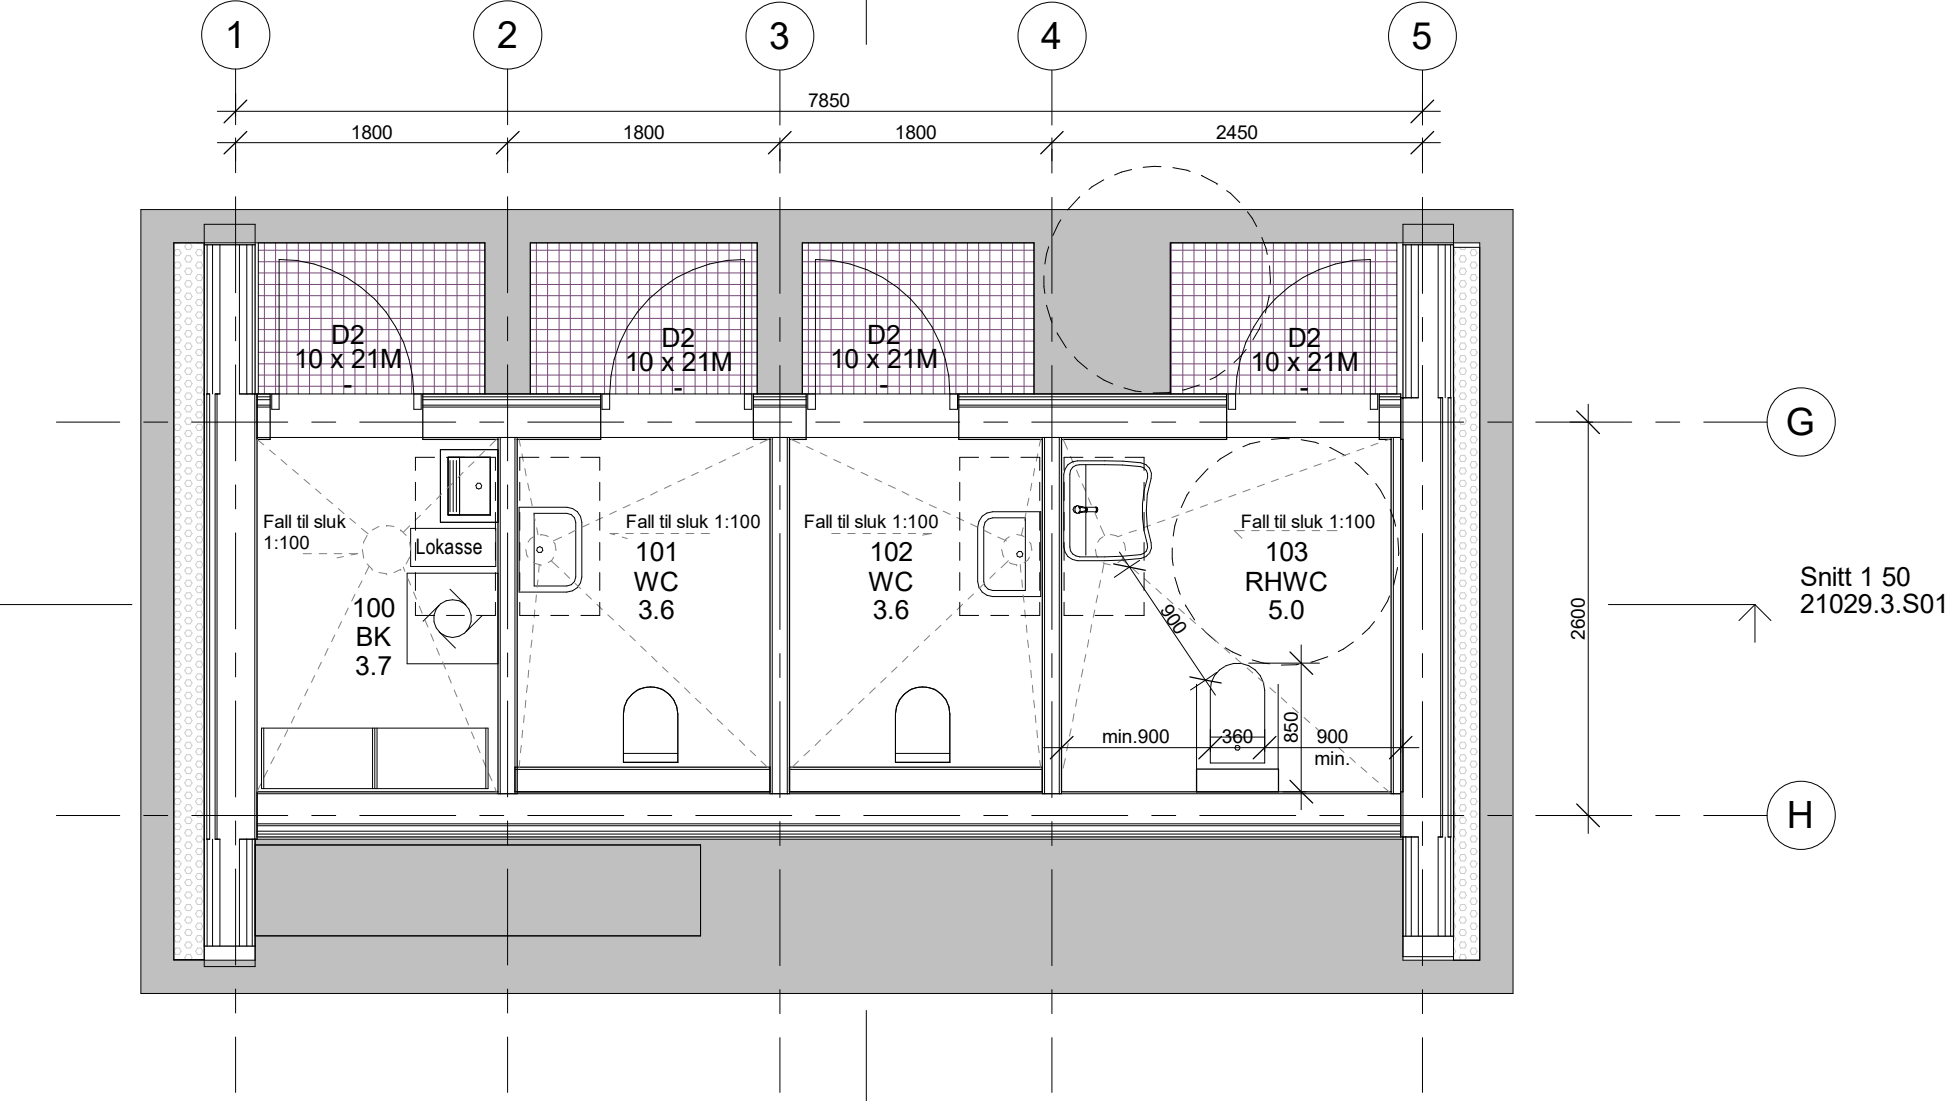 1
2
3
4
5
7850
1800
1800
1800
2450
D2
10 x 21M
-
D2
10 x 21M
-
D2
10 x 21M
-
D2
10 x 21M
-
G
Fall til sluk
1:100
Lokasse
100
BK
3.7
Fall til sluk 1:100
101
WC
3.6
Fall til sluk 1:100
102
WC
3.6
Fall til sluk 1:100
103
RHWC
5.0
900
min.900
360
850
900
min.
2600
Snitt 1 50
21029.3.S01
H